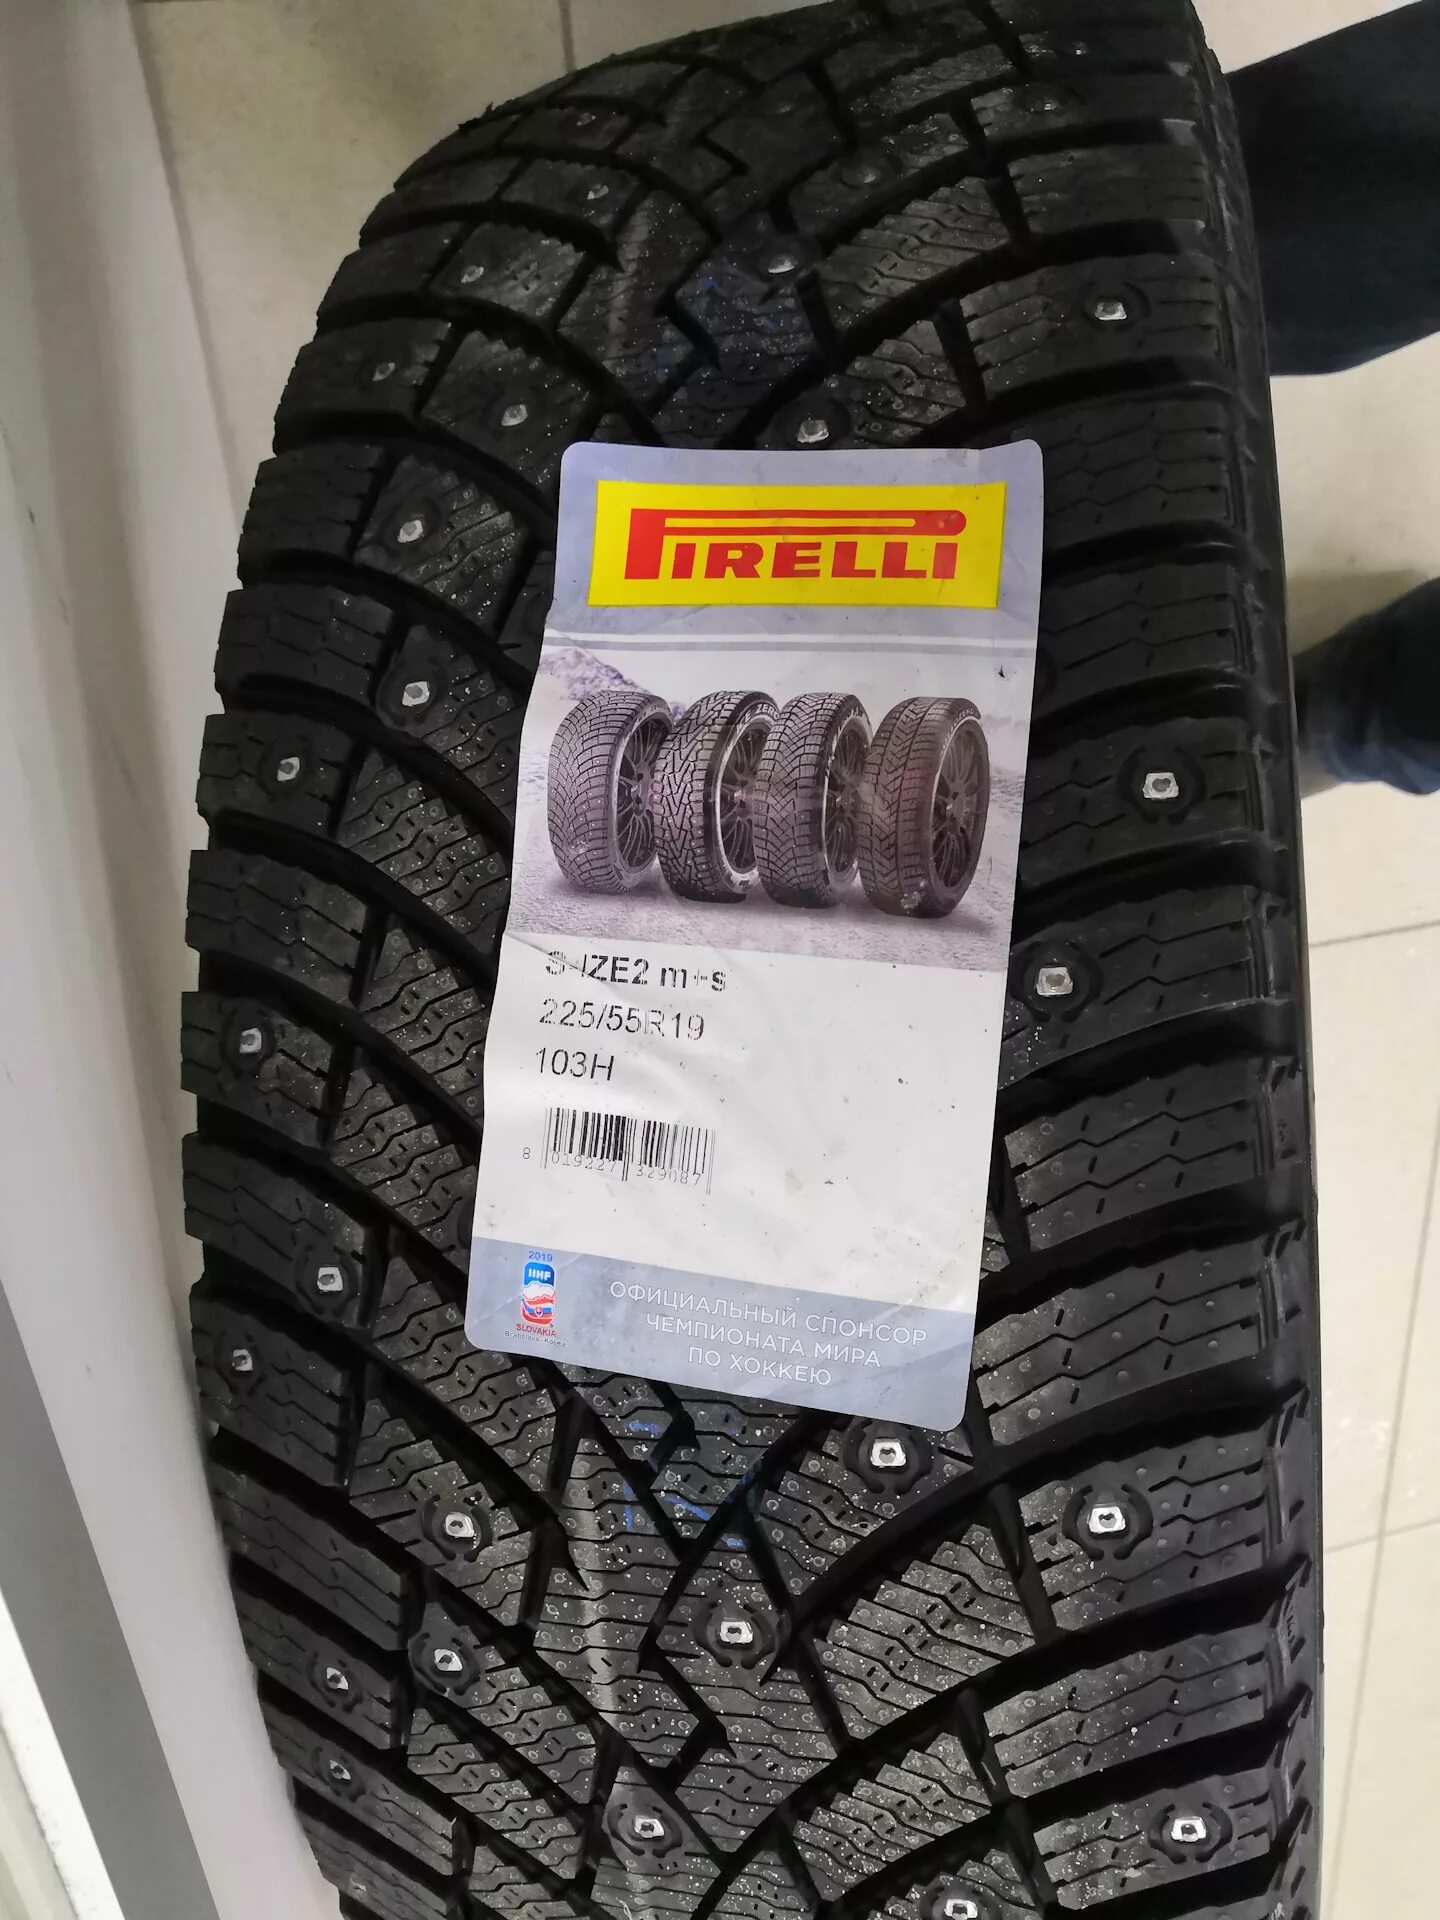 PIRELLI
S-IZE2 m+s
225/55R19
103H
8 019227 329087
2019
IIHF
SLOVAKIA
ОФИЦИАЛЬНЫЙ СПОНСОР
ЧЕМПИОНАТА МИРА
ПО ХОККЕЮ